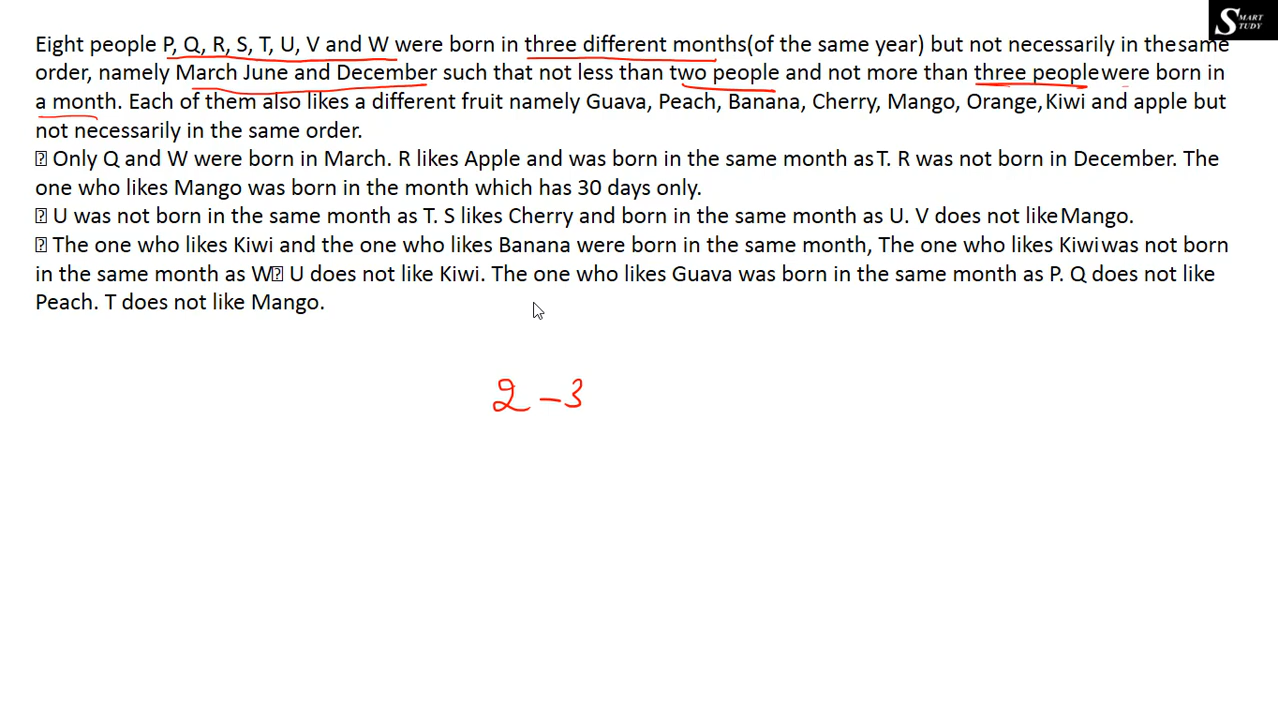 SMART STUDY
Eight people P, Q, R, S, T, U, V and W were born in three different months(of the same year) but not necessarily in thesame
order, namely March June and December such that not less than two people and not more than three people were born in
a month. Each of them also likes a different fruit namely Guava, Peach, Banana, Cherry, Mango, Orange,Kiwi and apple but
not necessarily in the same order.
⍰ Only Q and W were born in March. R likes Apple and was born in the same month as T. R was not born in December. The
one who likes Mango was born in the month which has 30 days only.
⍰ U was not born in the same month as T. S likes Cherry and born in the same month as U. V does not like Mango.
⍰ The one who likes Kiwi and the one who likes Banana were born in the same month, The one who likes Kiwi was not born
in the same month as W⍰ U does not like Kiwi. The one who likes Guava was born in the same month as P. Q does not like
Peach. T does not like Mango.
2 – 3